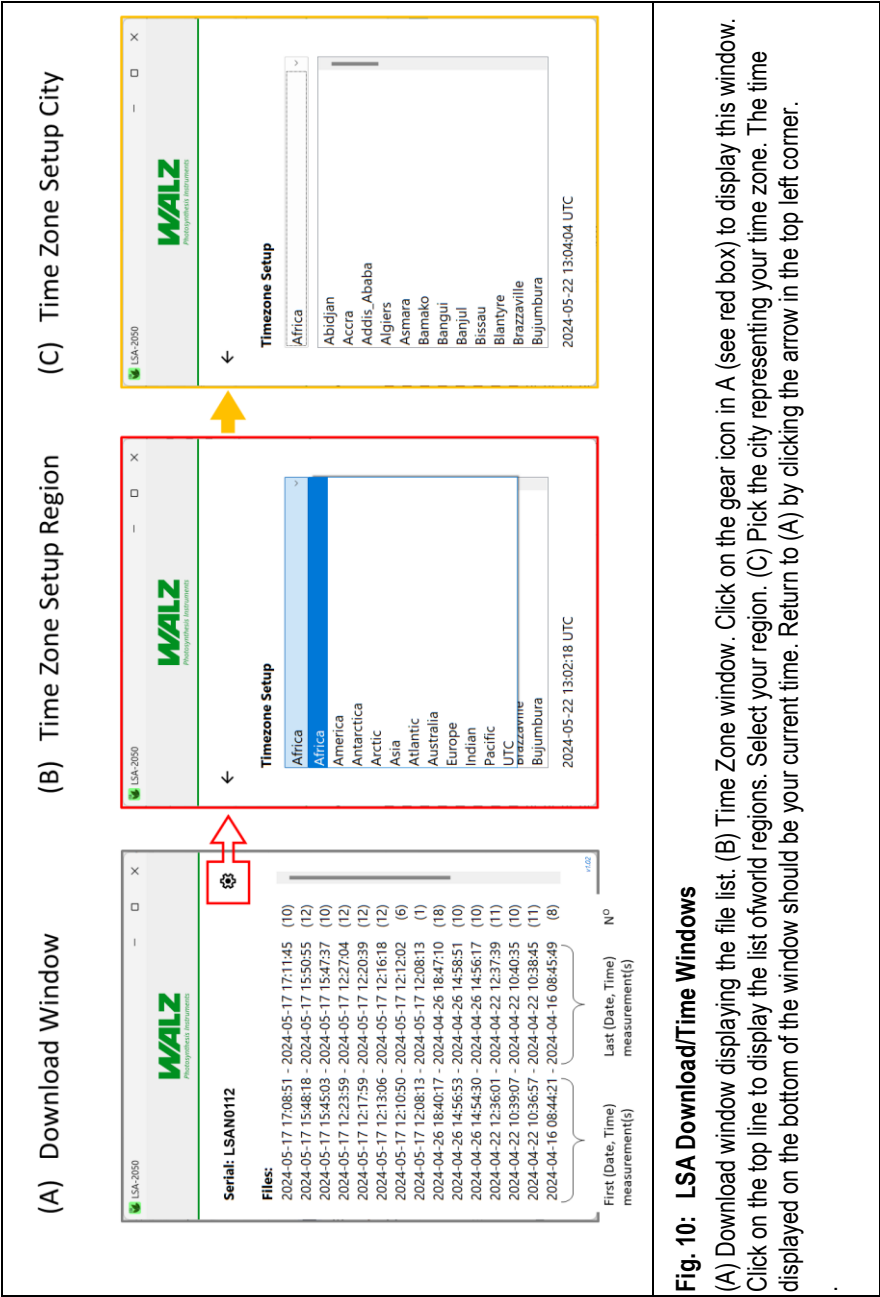 (A) Download Window
LSA-2050
WALZ
Photosynthesis Instruments
Serial: LSAN0112
Files:
2024-05-17 17:08:51 - 2024-05-17 17:11:45 (10)
2024-05-17 15:48:18 - 2024-05-17 15:50:55 (12)
2024-05-17 15:45:03 - 2024-05-17 15:47:37 (10)
2024-05-17 12:23:59 - 2024-05-17 12:27:04 (12)
2024-05-17 12:17:59 - 2024-05-17 12:20:39 (12)
2024-05-17 12:13:06 - 2024-05-17 12:16:18 (12)
2024-05-17 12:10:50 - 2024-05-17 12:12:02 (6)
2024-05-17 12:08:13 - 2024-05-17 12:08:13 (1)
2024-04-26 18:40:17 - 2024-04-26 18:47:10 (18)
2024-04-26 14:56:53 - 2024-04-26 14:58:51 (10)
2024-04-26 14:54:30 - 2024-04-26 14:56:17 (10)
2024-04-22 12:36:01 - 2024-04-22 12:37:39 (11)
2024-04-22 10:39:07 - 2024-04-22 10:40:35 (10)
2024-04-22 10:36:57 - 2024-04-22 10:38:45 (11)
2024-04-16 08:44:21 - 2024-04-16 08:45:49 (8)
v1.02
First (Date, Time) Last (Date, Time) Nº
measurement(s) measurement(s)
(B) Time Zone Setup Region
LSA-2050
WALZ
Photosynthesis Instruments
Timezone Setup
Africa
Africa
America
Antarctica
Arctic
Asia
Atlantic
Australia
Europe
Indian
Pacific
UTC
Brazzaville
Bujumbura
2024-05-22 13:02:18 UTC
(C) Time Zone Setup City
LSA-2050
WALZ
Photosynthesis Instruments
Timezone Setup
Africa
Abidjan
Accra
Addis_Ababa
Algiers
Asmara
Bamako
Bangui
Banjul
Bissau
Blantyre
Brazzaville
Bujumbura
2024-05-22 13:04:04 UTC
Fig. 10: LSA Download/Time Windows
(A) Download window displaying the file list. (B) Time Zone window. Click on the gear icon in A (see red box) to display this window.
Click on the top line to display the list ofworld regions. Select your region. (C) Pick the city representing your time zone. The time
displayed on the bottom of the window should be your current time. Return to (A) by clicking the arrow in the top left corner.
.